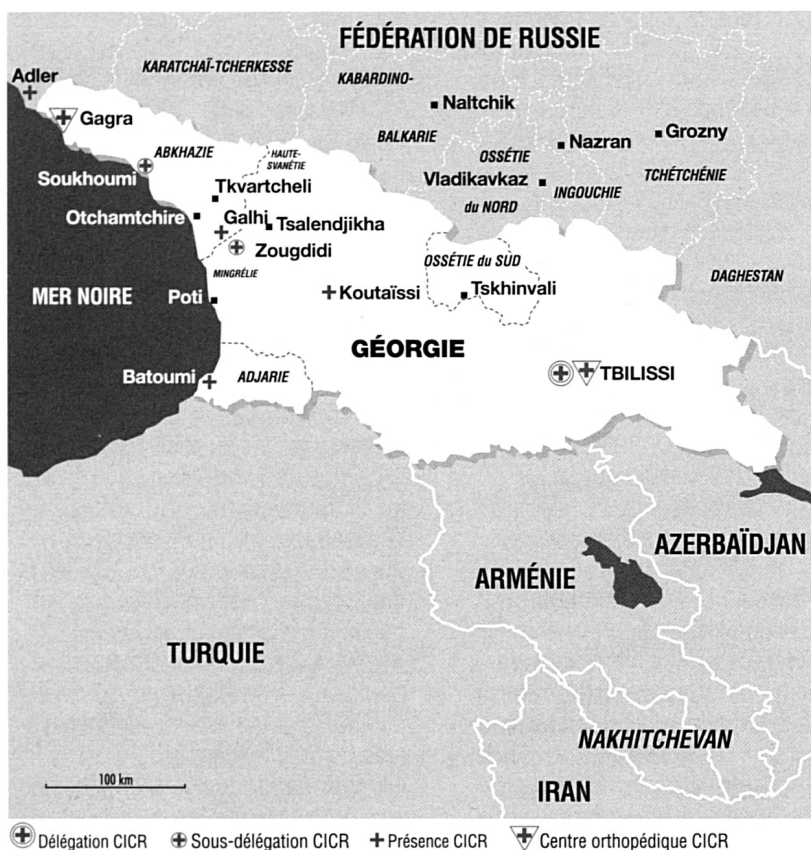 FÉDÉRATION DE RUSSIE
KARATCHAÏ-TCHERKESSE
KABARDINO-
BALKARIE
Adler
Gagra
Naltchik
Nazran
Grozny
ABKHAZIE
HAUTE-
SVANÉTIE
OSSÉTIE
du NORD
Soukhoumi
Vladikavkaz
INGOUCHIE
TCHÉTCHÉNIE
Tkvartcheli
Otchamtchire
Galhi
Tsalendjikha
Zougdidi
OSSÉTIE du SUD
DAGHESTAN
MINGRÉLIE
MER NOIRE
Poti
Koutaïssi
Tskhinvali
GÉORGIE
Batoumi
ADJARIE
TBILISSI
AZERBAÏDJAN
ARMÉNIE
TURQUIE
NAKHITCHEVAN
IRAN
100 km
Délégation CICR Sous-délégation CICR Présence CICR Centre orthopédique CICR